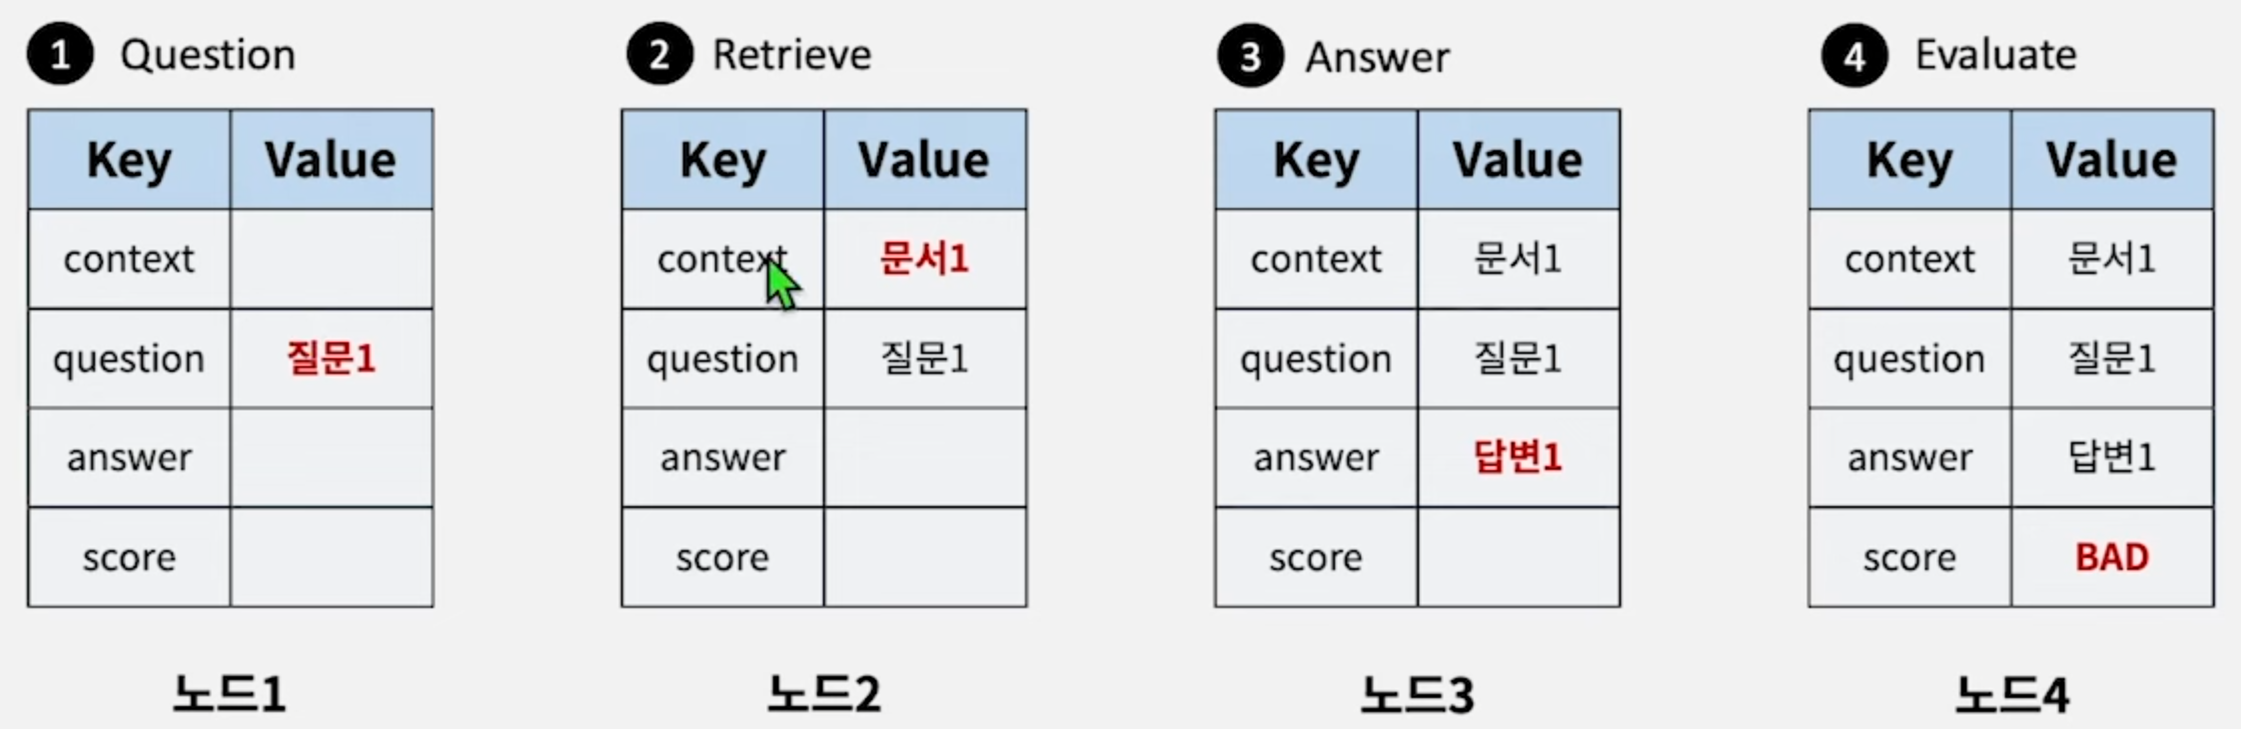 1 Question
Key Value
context
question 질문1
answer
score
노드1
2 Retrieve
Key Value
context 문서1
question 질문1
answer
score
노드2
3 Answer
Key Value
context 문서1
question 질문1
answer 답변1
score
노드3
4 Evaluate
Key Value
context 문서1
question 질문1
answer 답변1
score BAD
노드4